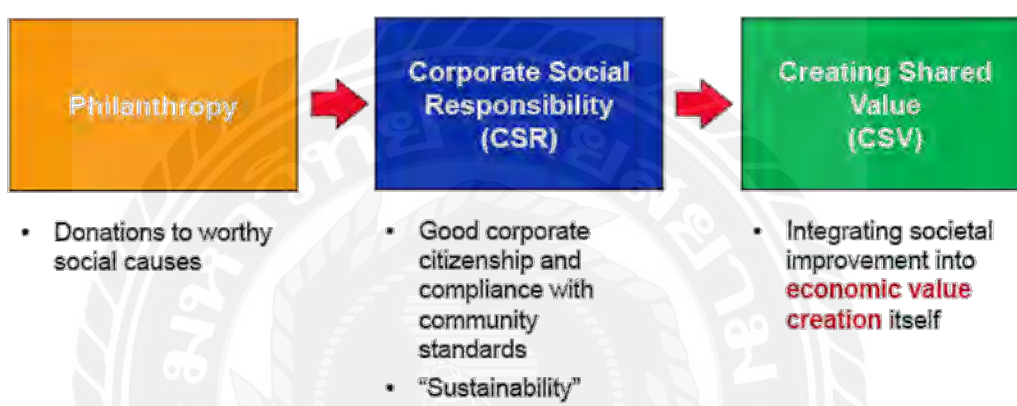 Philanthropy
Corporate Social
Responsibility
(CSR)
Creating Shared
Value
(CSV)
• Donations to worthy
social causes
• Good corporate
citizenship and
compliance with
community
standards
• “Sustainability”
• Integrating societal
improvement into
economic value
creation itself